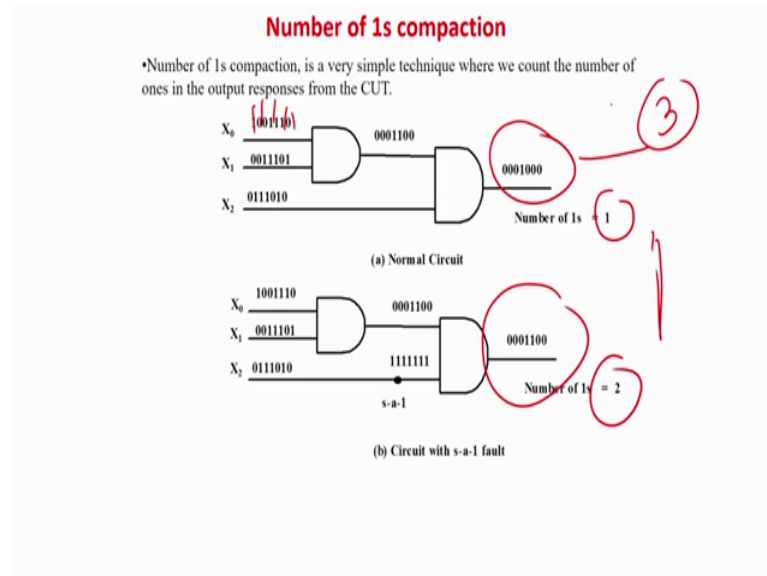 Number of 1s compaction
•Number of 1s compaction, is a very simple technique where we count the number of
ones in the output responses from the CUT.
3
X₀
0001100
X₁ 0011101
0001000
X₂ 0111010
Number of 1s = 1
(a) Normal Circuit
X₀ 1001110
0001100
X₁ 0011101
0001100
X₂ 0111010
1111111
Number of 1s = 2
s-a-1
(b) Circuit with s-a-1 fault